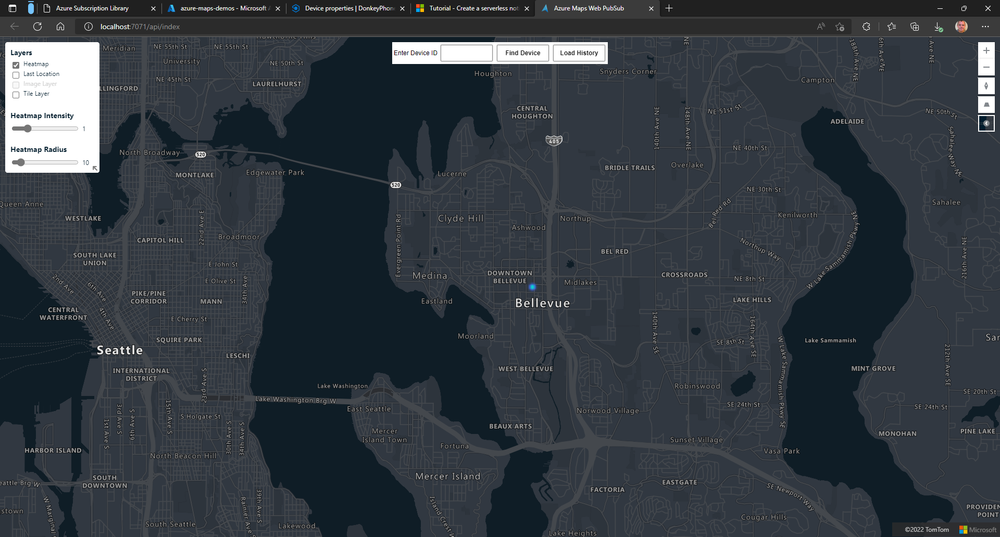 Azure Subscription Library
azure-maps-demos - Microsoft
Device properties | DonkeyPhon
Tutorial - Create a serverless not
Azure Maps Web PubSub
localhost:7071/api/index
Layers
Heatmap
Last Location
Image Layer
Tile Layer
Heatmap Intensity
1
Heatmap Radius
10
Enter Device ID
Find Device
Load History
Meridian
NE 55th St
NE 55th St
University
NE 50th St
NE 45th St
LAURELHURST
LLINGFORD
Houghton
Snyders Corner
Campton
188th Ave NE
CENTRAL
HOUGHTON
140th Ave NE
148th Ave NE
NE 51st St
NE 50th St
ADELAIDE
Sahalee Way NE
405
NE 40th St
North Broadway
520
MONTLAKE
Edgewater Park
520
Lucerne
BRIDLE TRAILS
Overlake
NE 30th St
Queen Anne
WESTLAKE
22nd Ave E
Evergreen Point Rd
Clyde Hill
Ashwood
Northup
Bel Red Rd
Kenilworth
Sahalee
CAPITOL HILL
Broadmoor
BEL RED
Northup Way
W Lake Sammamish Pkwy NE
216th Ave NE
SOUTH LAKE
UNION
E John St
Medina
DOWNTOWN
BELLEVUE
Midlakes
CROSSROADS
NE 8th St
2nd Ave
6th Ave
4th Ave
E Olive St
34th Ave
PIKE/PINE
CORRIDOR
MANN
Eastland
Bellevue
LAKE HILLS
CENTRAL
WATERFRONT
E Cherry St
140th Ave SE
164th Ave SE
SQUIRE PARK
Moorland
SE 8th St
Lake Sammamish
Seattle
LESCHI
W Lake Sammamish Pkwy SE
212th Ave SE
INTERNATIONAL
DISTRICT
23rd Ave S
WEST BELLEVUE
MINT GROVE
Lake Washington
Robinswood
SE 20th St
Lake Washington Brg W
East Seattle
SE 24th St
SE 24th St
Norwood Village
1st Ave S
3rd Ave S
6th Ave S
15th Ave S
S Holgate St
30th Ave S
34th Ave S
Mercer
Island Town
BEAUX ARTS
MONOHAN
PINE LAKE
Fortuna
Sunset Village
Vasa Park
HARBOR ISLAND
North Beacon Hill
Mercer Island
SOUTH
DOWNTOWN
EASTGATE
FACTORIA
SE Newport Way
39th Ave S
South Seattle
Lakewood
Cougar Hills
Lake Heights
POINT
©2022 TomTom
Microsoft